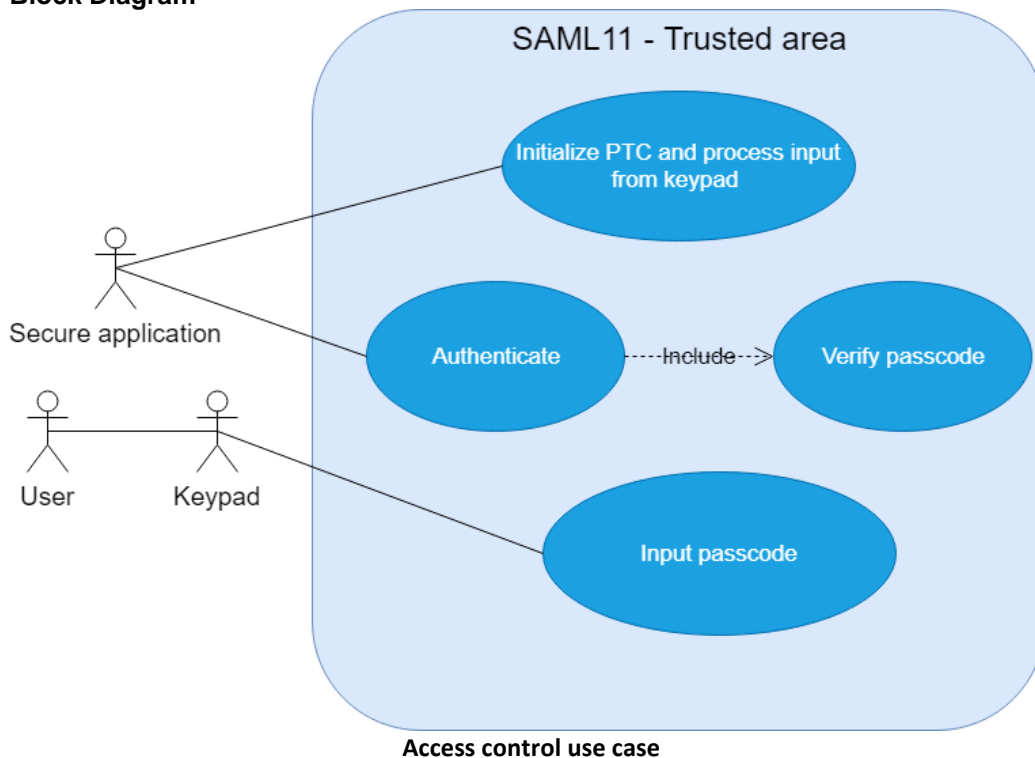 Block Diagram
SAML11 - Trusted area
Initialize PTC and process input
from keypad
Secure application
Authenticate
Include
Verify passcode
User
Keypad
Input passcode
Access control use case